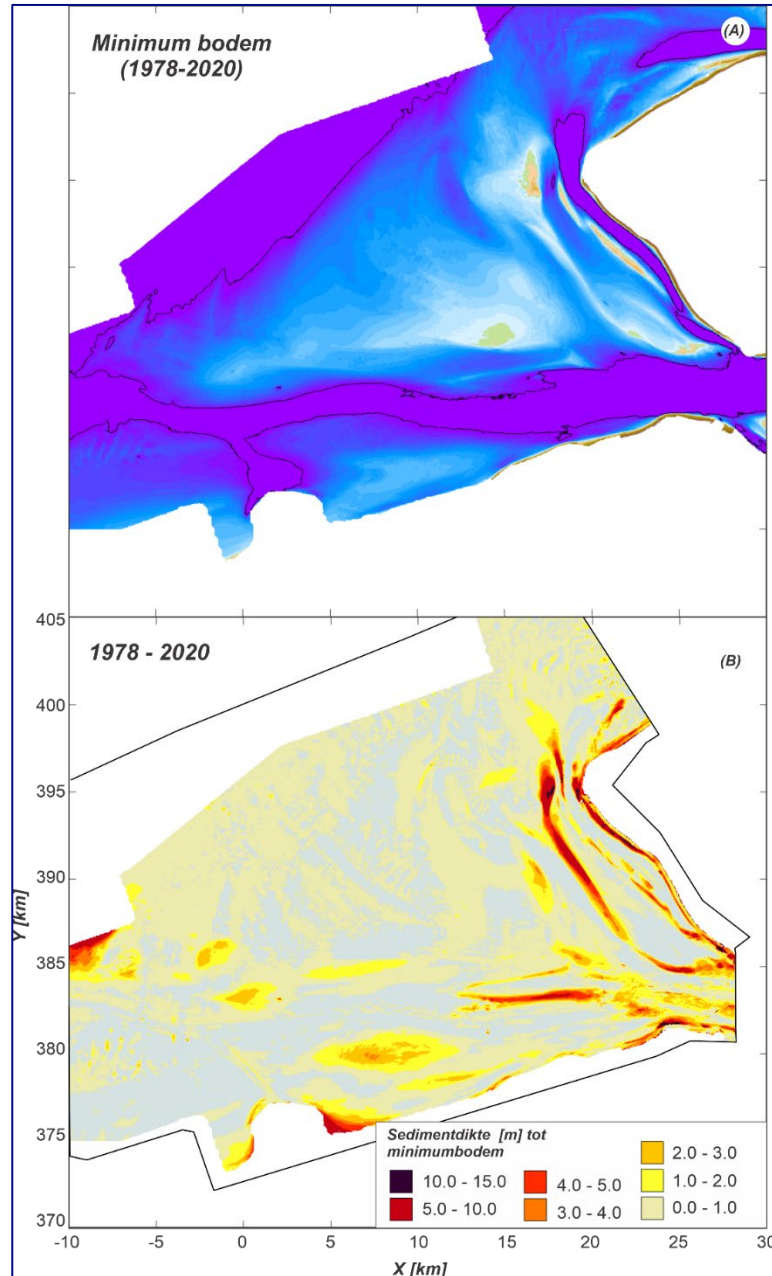 Minimum bodem
(1978-2020)
(A)
405
1978 - 2020
(B)
400
395
390
Y [km]
385
380
375
370
Sedimentdikte [m] tot
minimumbodem
10.0 - 15.0
5.0 - 10.0
4.0 - 5.0
3.0 - 4.0
2.0 - 3.0
1.0 - 2.0
0.0 - 1.0
-10
-5
0
5
10
15
20
25
30
X [km]